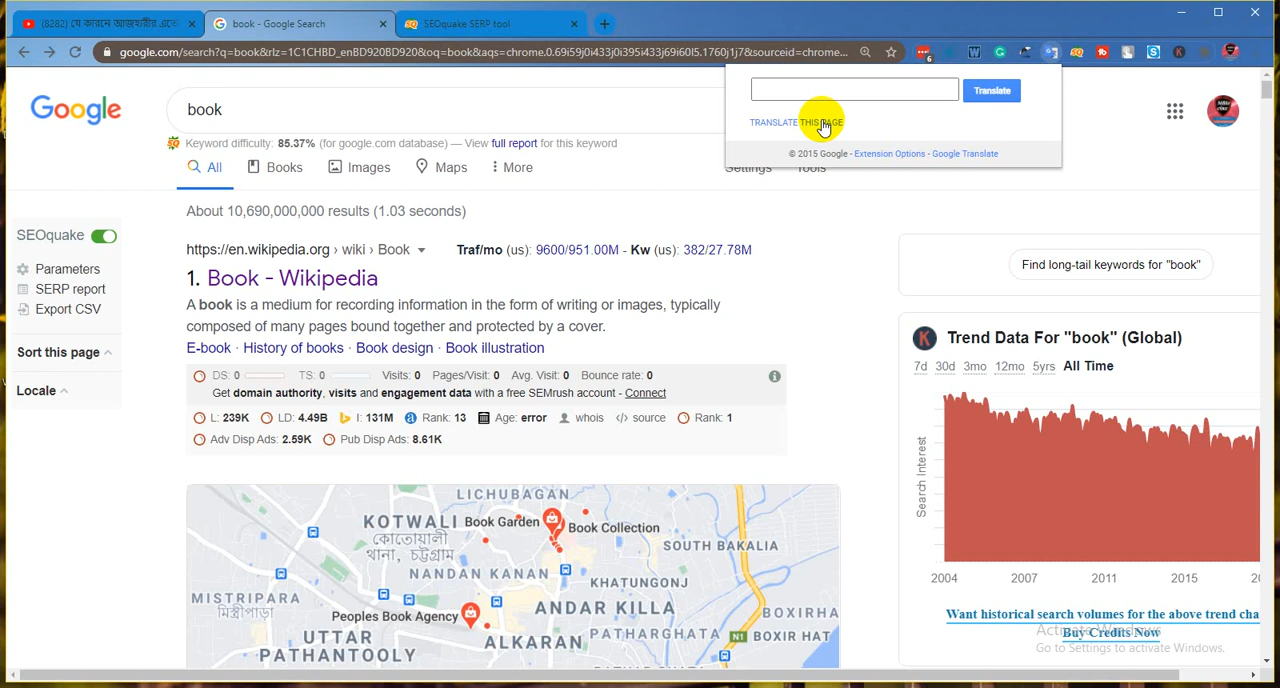 (8282) যে কারনে আজহারীর এতো
book - Google Search
SEOquake SERP tool
google.com/search?q=book&rlz=1C1CHBD_enBD920BD920&oq=book&aqs=chrome.0.69i59j0i433j0i395i433j69i60l5.1760j1j7&sourceid=chrome...
6
Translate
TRANSLATE THIS PAGE
© 2015 Google - Extension Options - Google Translate
Google
book
Keyword difficulty: 85.37% (for google.com database) — View full report for this keyword
All Books Images Maps More Settings Tools
About 10,690,000,000 results (1.03 seconds)
SEOquake
Parameters
SERP report
Export CSV
Sort this page
Locale
https://en.wikipedia.org › wiki › Book Traf/mo (us): 9600/951.00M - Kw (us): 382/27.78M
1. Book - Wikipedia
A book is a medium for recording information in the form of writing or images, typically
composed of many pages bound together and protected by a cover.
E-book · History of books · Book design · Book illustration
DS: 0 TS: 0 Visits: 0 Pages/Visit: 0 Avg. Visit: 0 Bounce rate: 0
Get domain authority, visits and engagement data with a free SEMrush account - Connect
L: 239K LD: 4.49B I: 131M Rank: 13 Age: error whois source Rank: 1
Adv Disp Ads: 2.59K Pub Disp Ads: 8.61K
Find long-tail keywords for "book"
Trend Data For "book" (Global)
7d 30d 3mo 12mo 5yrs All Time
Search Interest
2004 2007 2011 2015
Want historical search volumes for the above trend cha
Buy Credits Now
Activate Windows
Go to Settings to activate Windows.
LICHUBAGAN
KOTWALI
কোতোয়ালী
থানা, চট্টগ্রাম
Book Garden
Book Collection
SOUTH BAKALIA
NANDAN KANAN
KHATUNGONJ
MISTRIPARA
মিস্ত্রিপাড়া
ANDAR KILLA
BOXIRHA
Peoples Book Agency
UTTAR
PATHANTOOLY
ALKARAN
PATHARGHATA
N1
BOXIR HAT